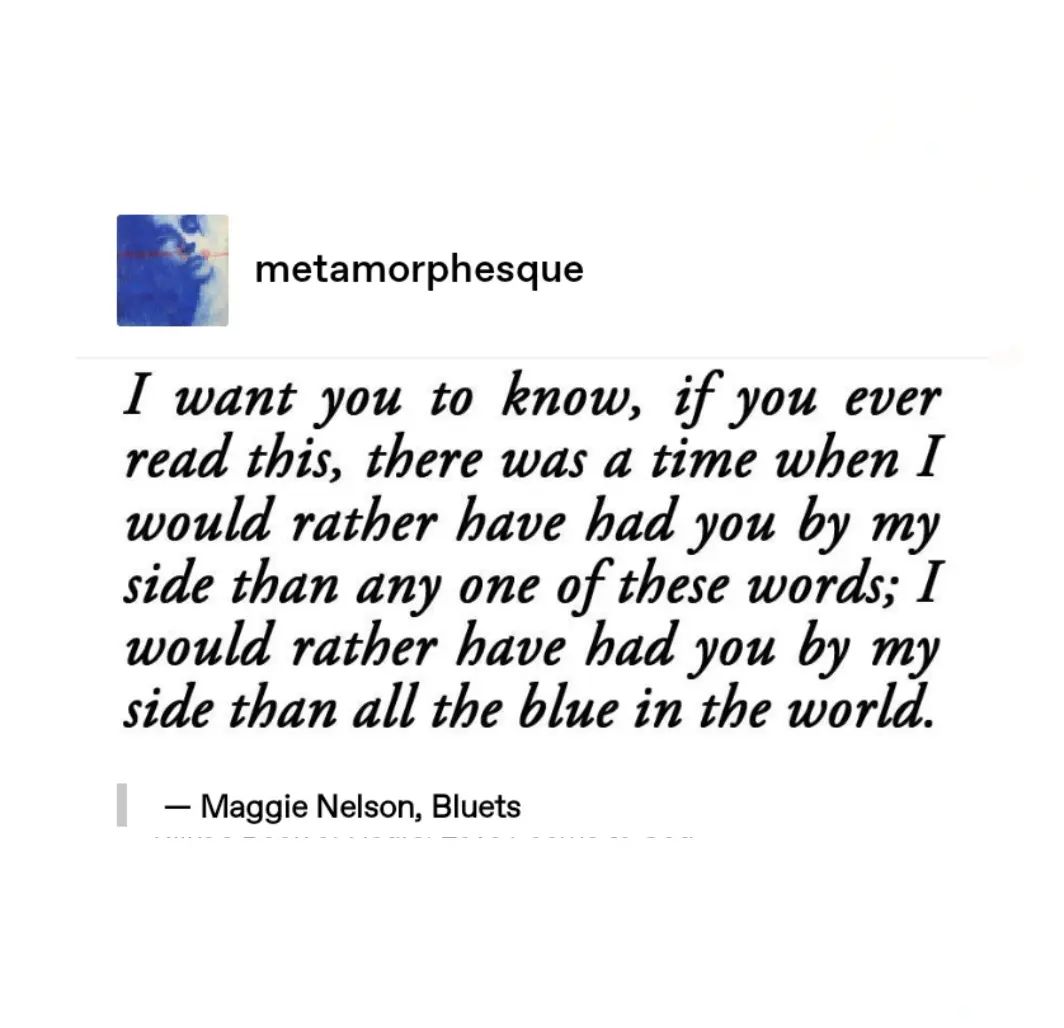 metamorphesque
I want you to know, if you ever
read this, there was a time when I
would rather have had you by my
side than any one of these words; I
would rather have had you by my
side than all the blue in the world.
— Maggie Nelson, Bluets